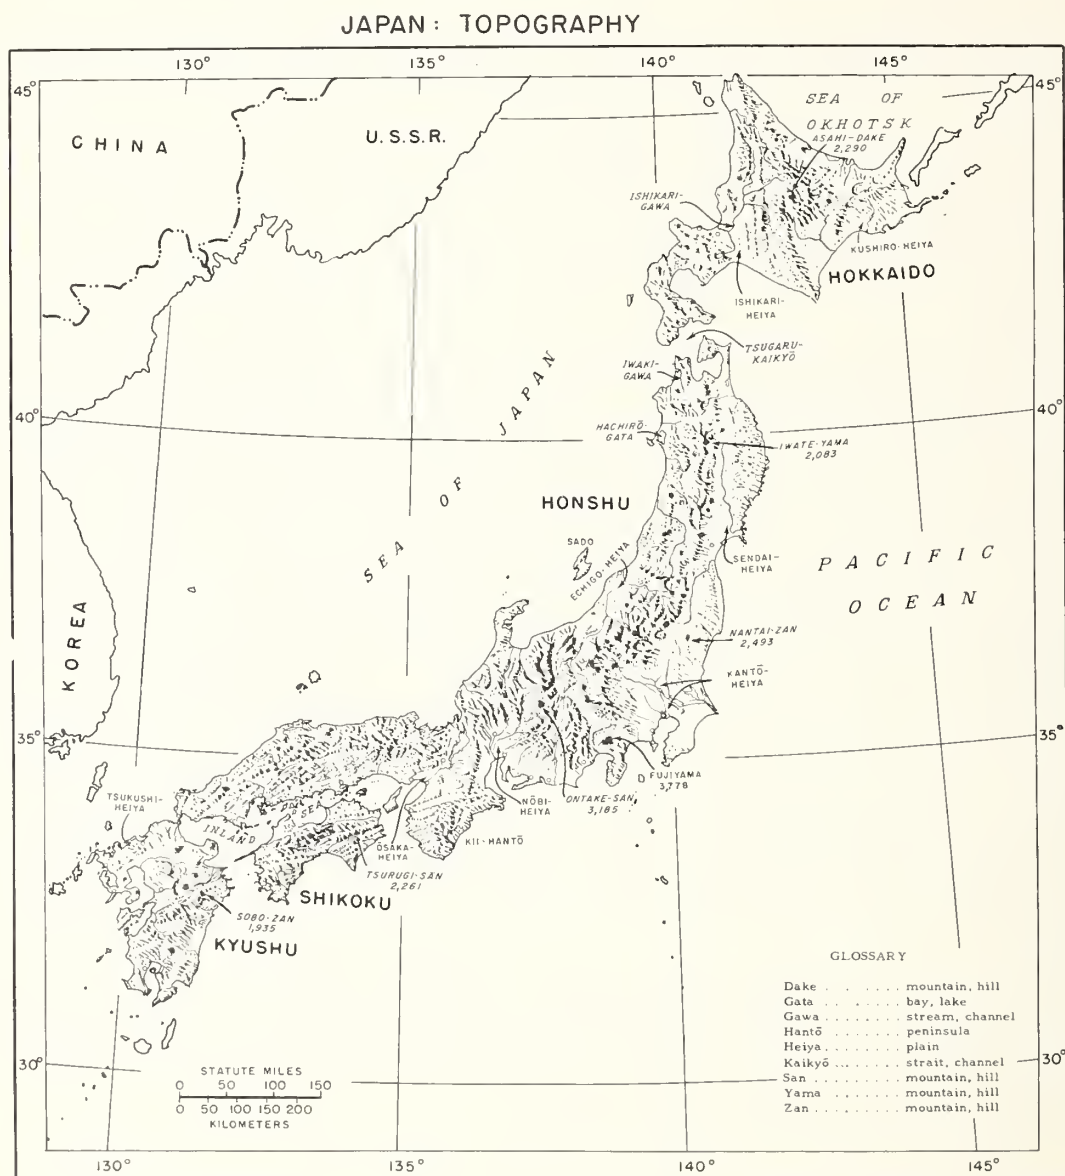 JAPAN: TOPOGRAPHY
130°
135°
140°
145°
45°
45°
CHINA
U.S.S.R.
SEA OF
OKHOTSK
ASAHI-DAKE
2,290
ISHIKARI-
GAWA
KUSHIRO-HEIYA
HOKKAIDO
ISHIKARI-
HEIYA
TSUGARU-
KAIKYŌ
IWAKI-
GAWA
40°
40°
HACHIRŌ-
GATA
IWATE-YAMA
2,083
SEA OF JAPAN
HONSHU
SADO
ECHIGO-HEIYA
SENDAI-
HEIYA
PACIFIC
OCEAN
KOREA
NANTAI-ZAN
2,493
KANTŌ-
HEIYA
35°
35°
FUJIYAMA
3,778
TSUKUSHI-
HEIYA
NŌBI-
HEIYA
ONTAKE-SAN
3,185
INLAND SEA
ŌSAKA-
HEIYA
KII-HANTŌ
TSURUGI-SAN
2,261
SHIKOKU
SOBO-ZAN
1,935
KYUSHU
GLOSSARY
Dake . . . . . . . mountain, hill
Gata . . . . . . . bay, lake
Gawa . . . . . . . . stream, channel
Hantō . . . . . . . peninsula
Heiya . . . . . . . . plain
Kaikyō . . . . . . . . strait, channel
San . . . . . . . . . mountain, hill
Yama . . . . . . . . mountain, hill
Zan . . . . . . . . . mountain, hill
30°
30°
STATUTE MILES
0 50 100 150
0 50 100 150 200
KILOMETERS
130°
135°
140°
145°